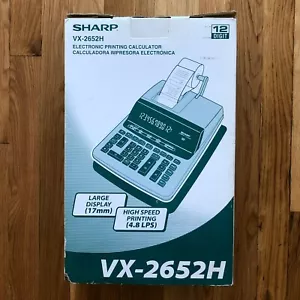 SHARP
VX-2652H
ELECTRONIC PRINTING CALCULATOR
CALCULADORA IMPRESORA ELECTRÓNICA
12
DIGIT
LARGE
DISPLAY
(17mm)
HIGH SPEED
PRINTING
(4.8 LPS)
VX-2652H